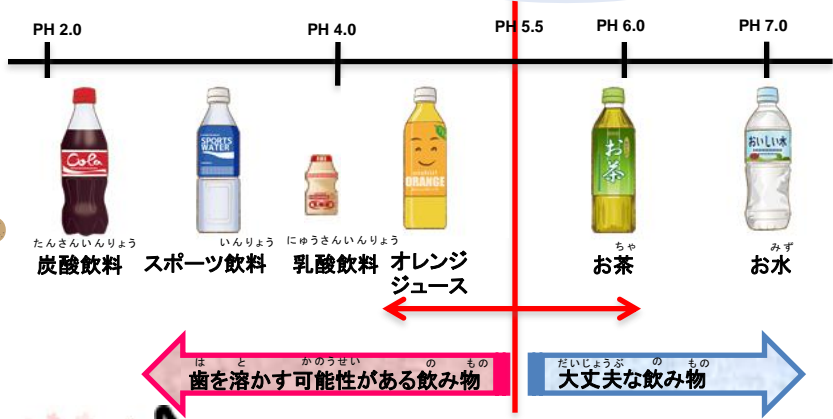 PH 2.0 PH 4.0 PH 5.5 PH 6.0 PH 7.0
Cola
SPORTS
WATER
ORANGE
お茶
おいしい水
たんさんいんりょう
炭酸飲料
いんりょう
スポーツ飲料
にゅうさんいんりょう
乳酸飲料
オレンジ
ジュース
ちゃ
お茶
みず
お水
は と かのうせい の もの
歯を溶かす可能性がある飲み物
だいじょうぶ の もの
大丈夫な飲み物